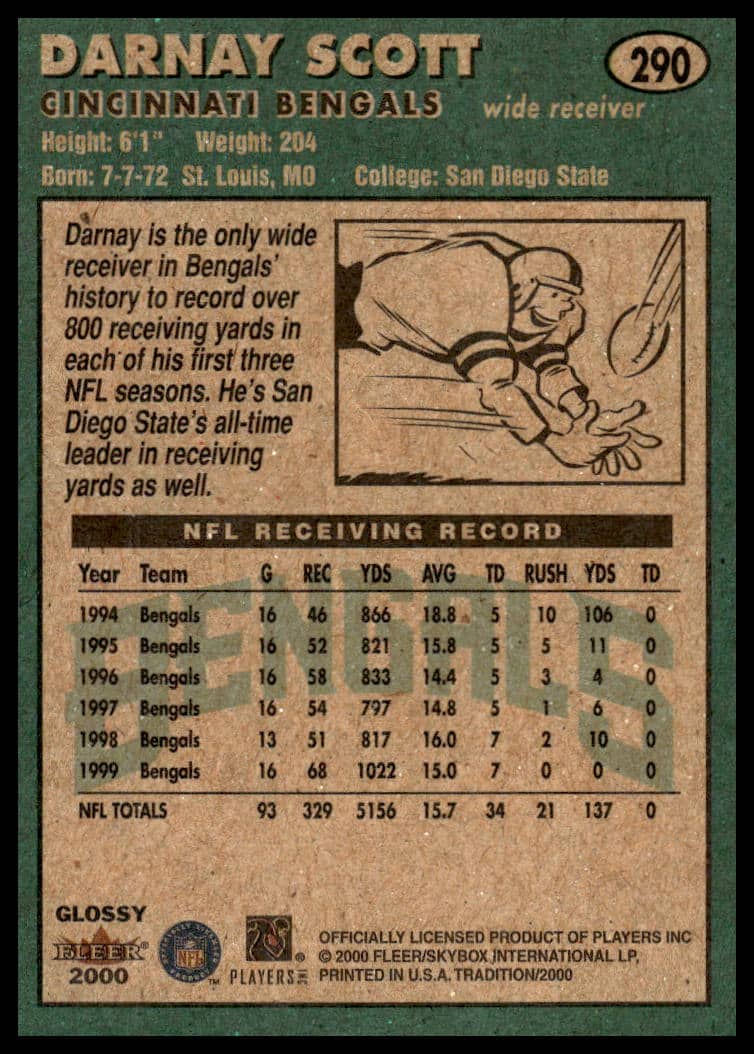 DARNAY SCOTT 290
CINCINNATI BENGALS wide receiver
Height: 6'1" Weight: 204
Born: 7-7-72 St. Louis, MO College: San Diego State
Darnay is the only wide
receiver in Bengals'
history to record over
800 receiving yards in
each of his first three
NFL seasons. He's San
Diego State's all-time
leader in receiving
yards as well.
NFL RECEIVING RECORD
Year Team G REC YDS AVG TD RUSH YDS TD
1994 Bengals 16 46 866 18.8 5 10 106 0
1995 Bengals 16 52 821 15.8 5 5 11 0
1996 Bengals 16 58 833 14.4 5 3 4 0
1997 Bengals 16 54 797 14.8 5 1 6 0
1998 Bengals 13 51 817 16.0 7 2 10 0
1999 Bengals 16 68 1022 15.0 7 0 0 0
NFL TOTALS 93 329 5156 15.7 34 21 137 0
BENGALS
GLOSSY
FLEER®
2000
NFL
™
PLAYERS INC
®
OFFICIALLY LICENSED PRODUCT OF PLAYERS INC
© 2000 FLEER/SKYBOX INTERNATIONAL LP,
PRINTED IN U.S.A. TRADITION/2000